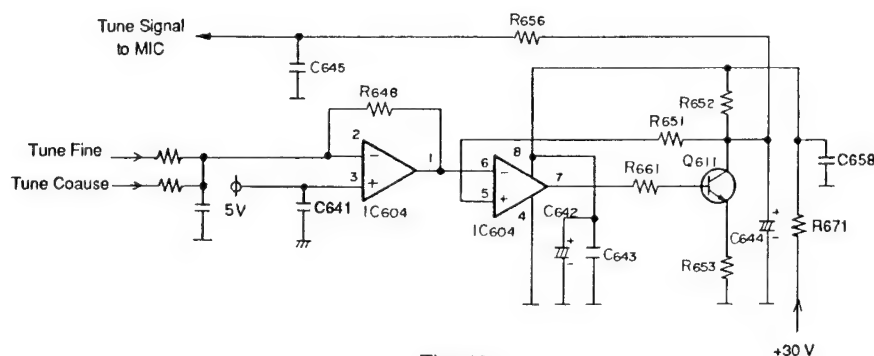 Tune Signal
to MIC
R656
C645
R648
R652
R651
Tune Fine
2
8
Q611
1
6
R661
C658
Tune Coause
3
5
7
5V
C641
IC604
C642
4
IC604
+
-
C643
C644
+
-
R653
R671
+30 V